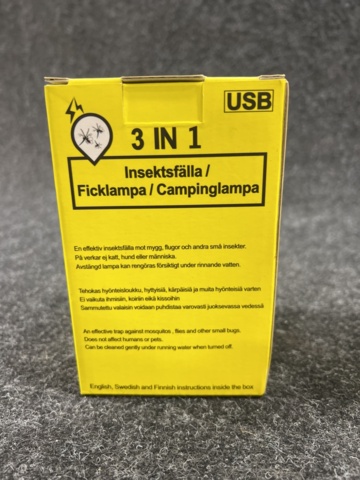 USB
3 IN 1
Insektsfälla /
Ficklampa / Campinglampa
En effektiv insektsfälla mot mygg, flugor och andra små insekter.
På verkar ej katt, hund eller människa.
Avslängd lampa kan rengöras försiktigt under rinnande vatten.
Tehokas hyönteisloukku, hyttyisiä, kärpäisiä ja muita hyönteisiä varten
Ei vaikuta ihmisiin, koiriin eikä kissoihin
Sammutettu valaisin voidaan puhdistaa varovasti juoksevassa vedessä
An effective trap against mosquitos , flies and other small bugs.
Does not affect humans or pets.
Can be cleaned gently under running water when turned off.
English, Swedish and Finnish instructions inside the box